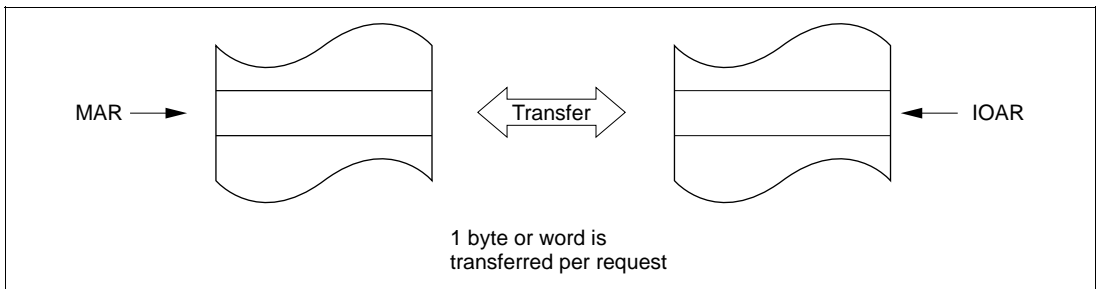 MAR
Transfer
IOAR
1 byte or word is
transferred per request